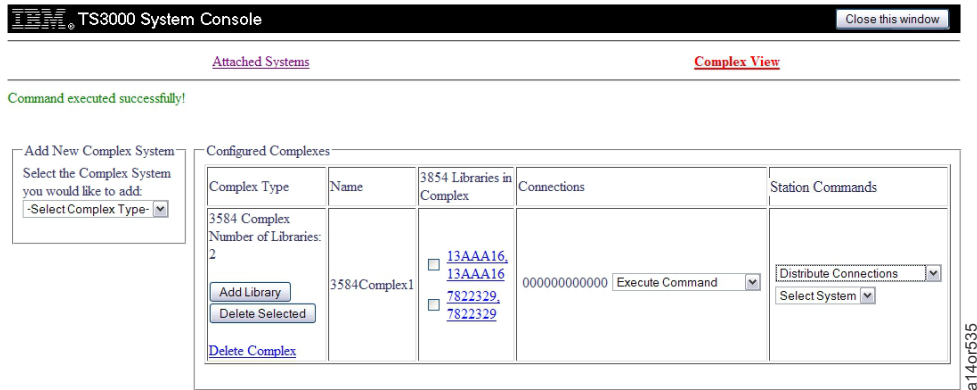 IBM® TS3000 System Console
Close this window
Attached Systems
Complex View
Command executed successfully!
Add New Complex System
Select the Complex System
you would like to add:
-Select Complex Type-
Configured Complexes
Complex Type
Name
3854 Libraries in
Complex
Connections
Station Commands
3584 Complex
Number of Libraries:
2
Add Library
Delete Selected
Delete Complex
3584Complex1
13AAA16,
13AAA16
7822329,
7822329
000000000000 Execute Command
Distribute Connections
Select System
a14or535